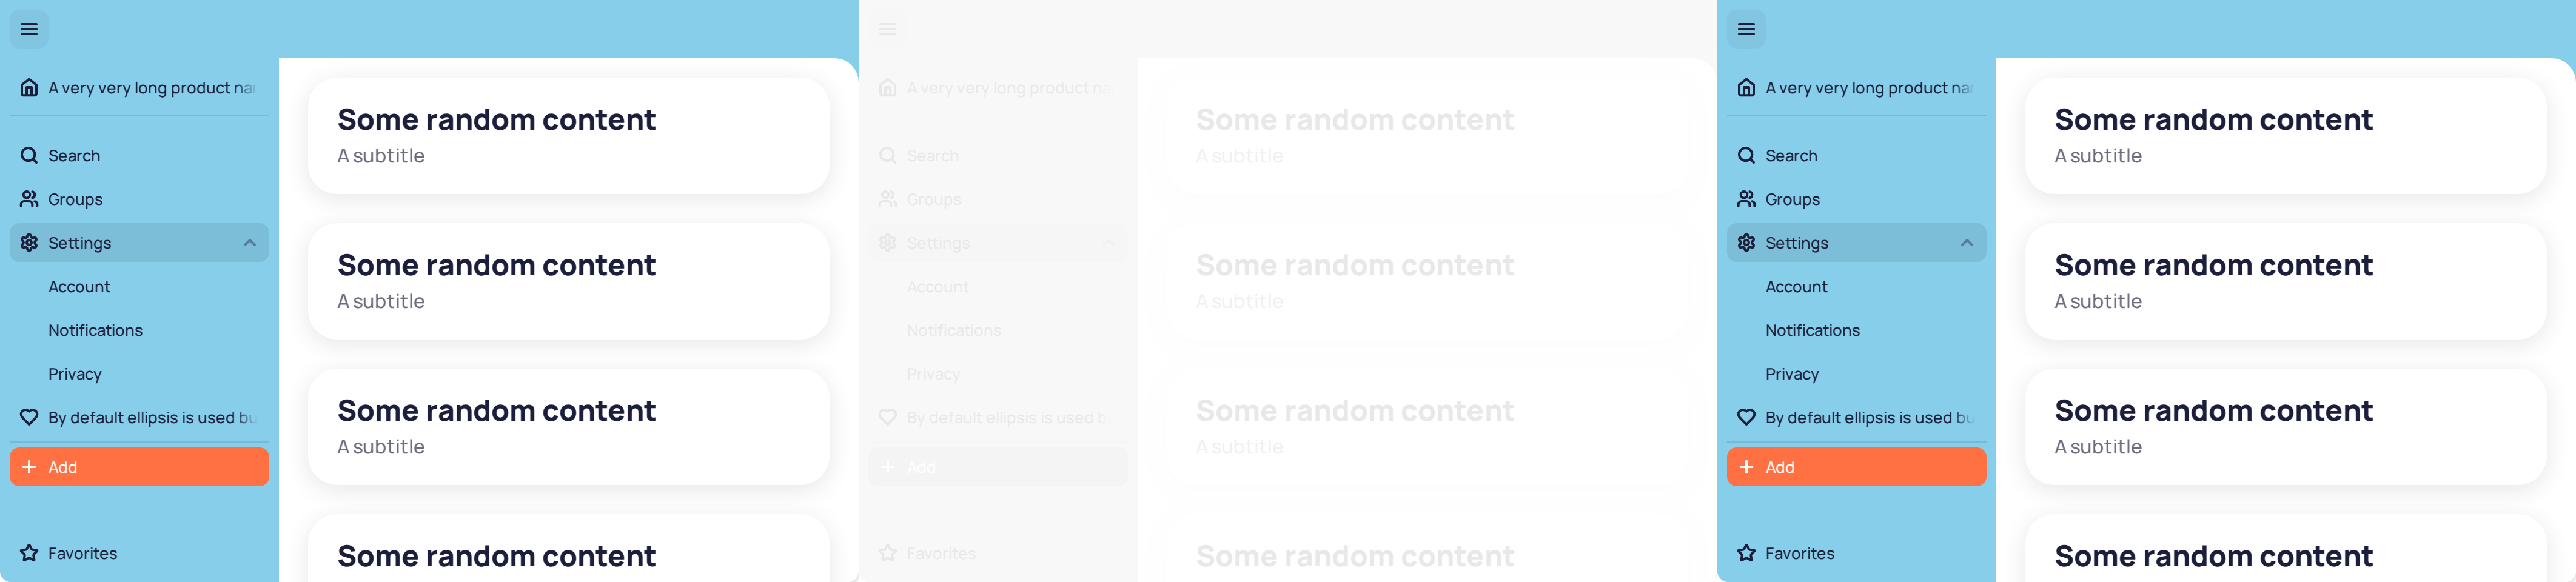 A very very long product na
Search
Groups
Settings
Account
Notifications
Privacy
By default ellipsis is used bu
Add
Favorites
Some random content
A subtitle
Some random content
A subtitle
Some random content
A subtitle
Some random content
A very very long product na
Search
Groups
Settings
Account
Notifications
Privacy
By default ellipsis is used b
Add
Favorites
Some random content
A subtitle
Some random content
A subtitle
Some random content
A subtitle
Some random content
A very very long product na
Search
Groups
Settings
Account
Notifications
Privacy
By default ellipsis is used bu
Add
Favorites
Some random content
A subtitle
Some random content
A subtitle
Some random content
A subtitle
Some random content